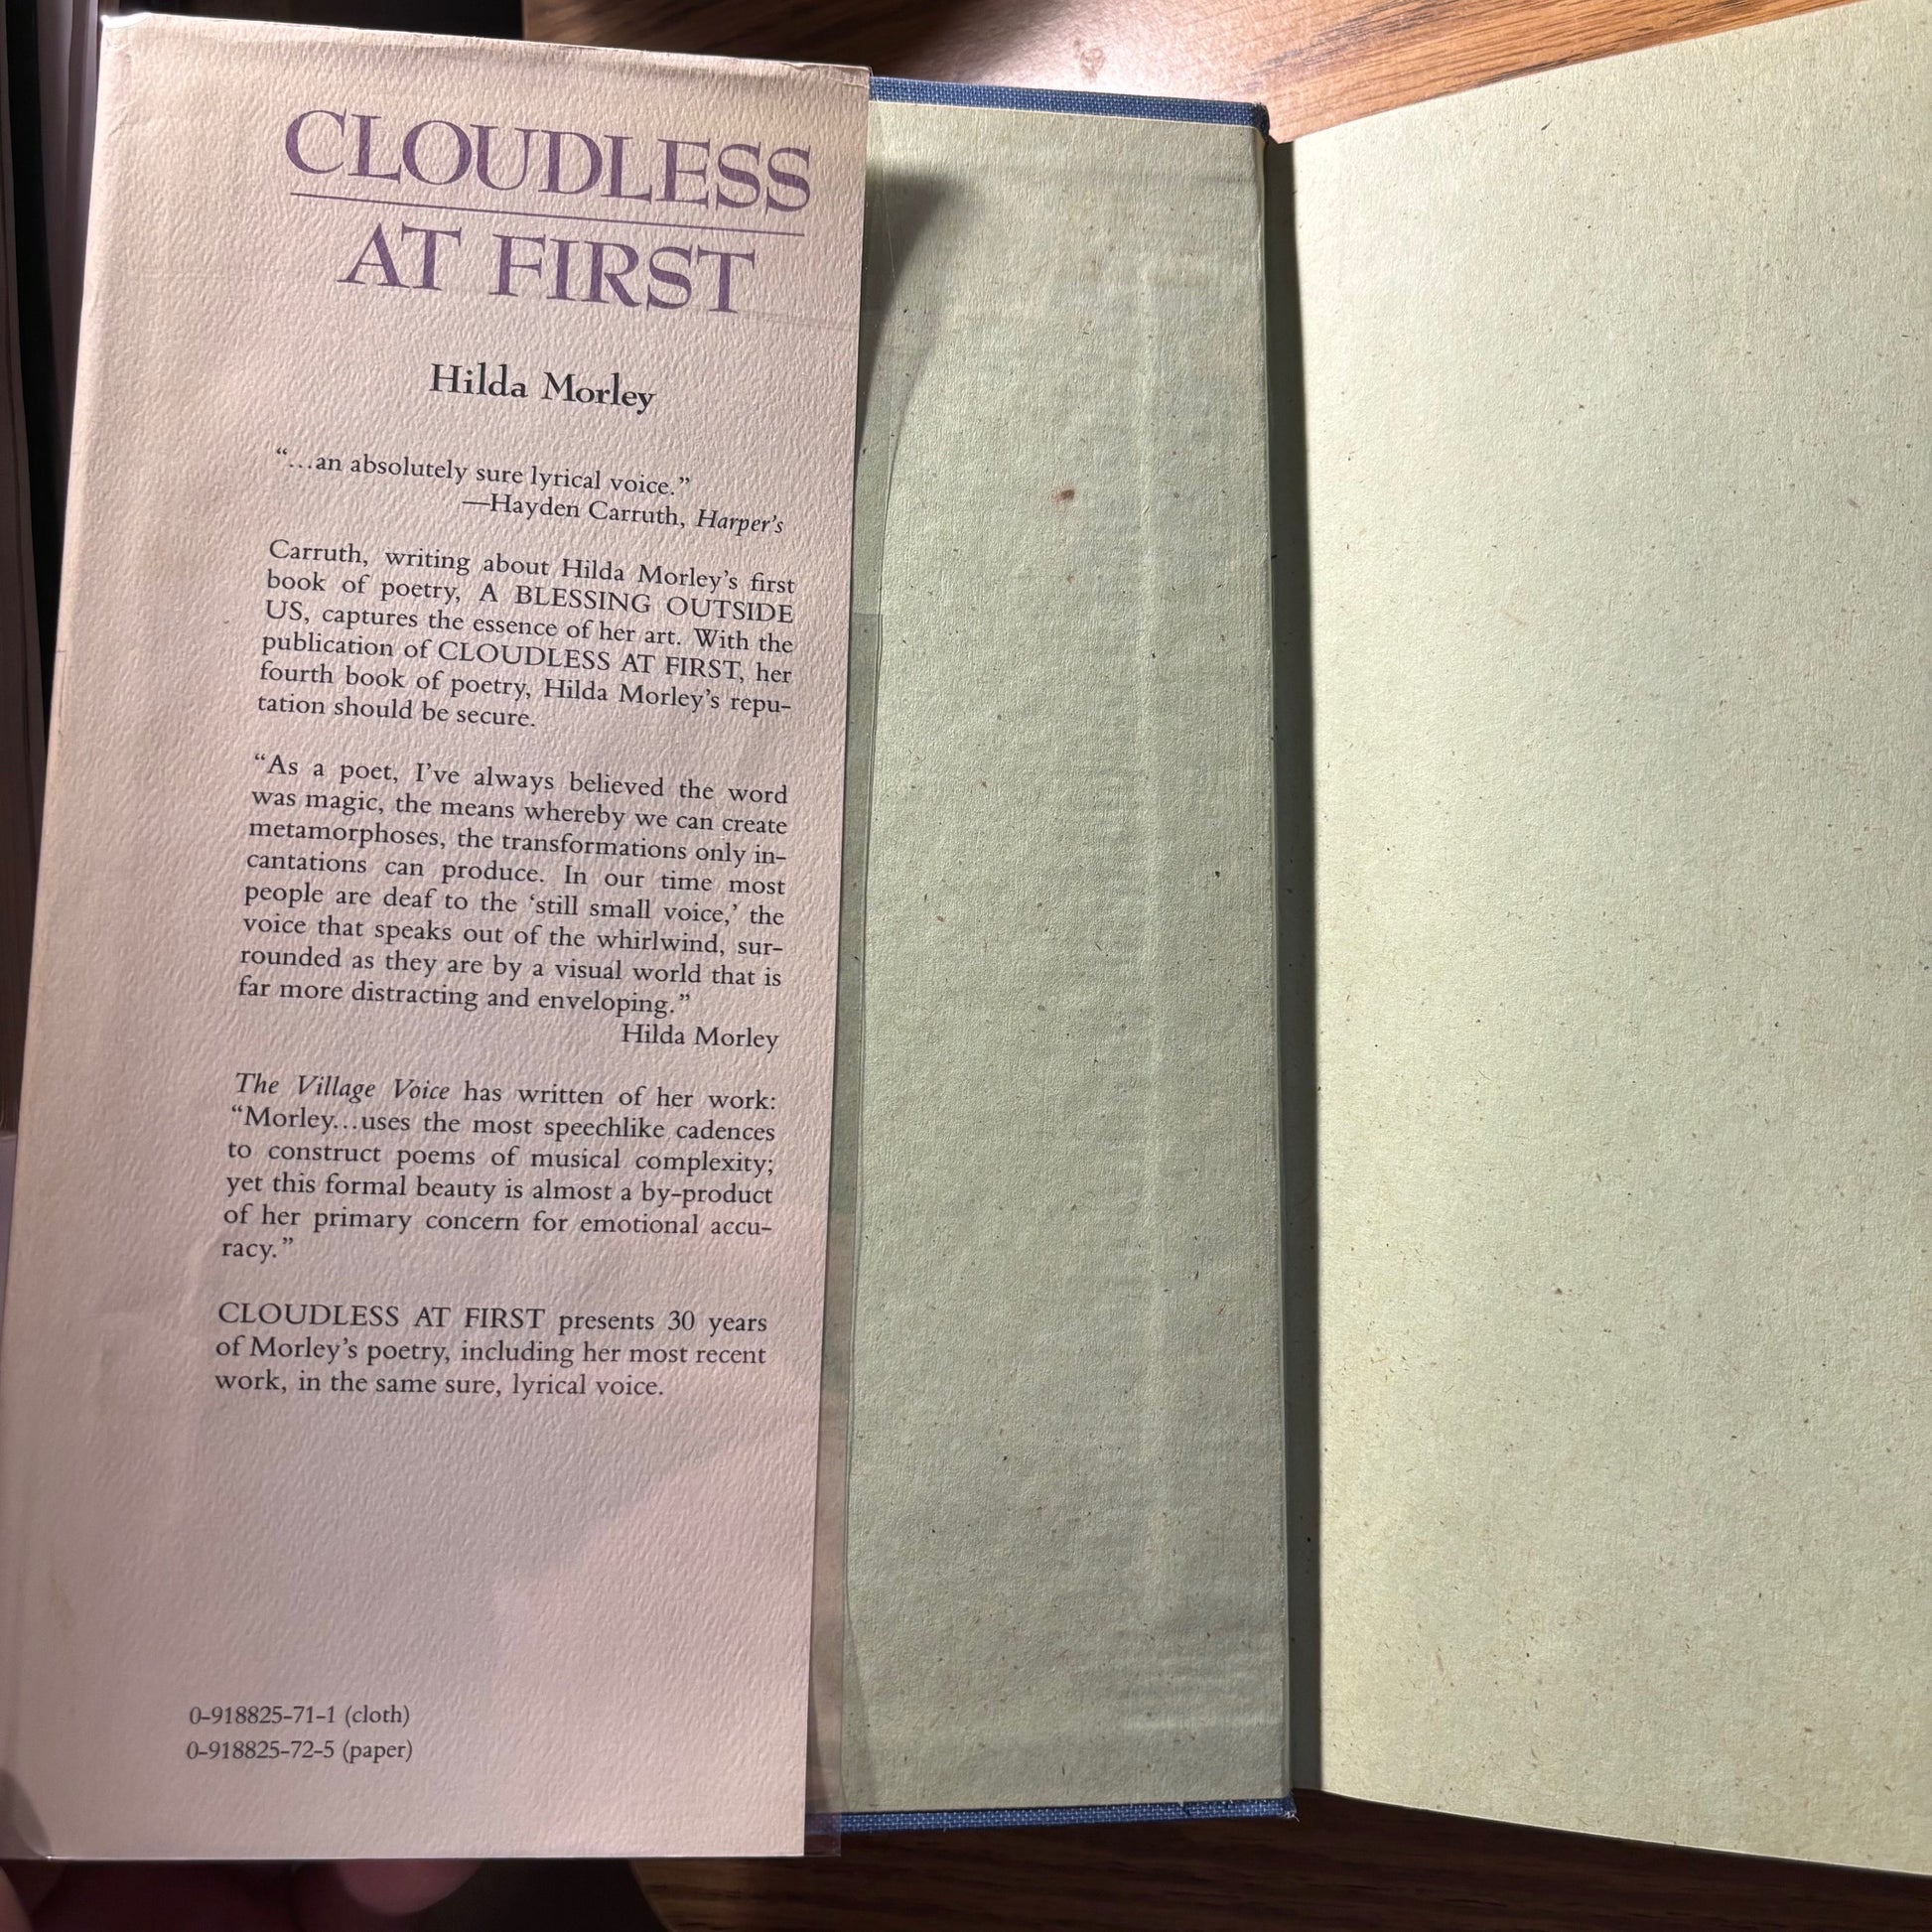 CLOUDLESS
AT FIRST
Hilda Morley
“...an absolutely sure lyrical voice.”
—Hayden Carruth, Harper's
Carruth, writing about Hilda Morley's first
book of poetry, A BLESSING OUTSIDE
US, captures the essence of her art. With the
publication of CLOUDLESS AT FIRST, her
fourth book of poetry, Hilda Morley's repu-
tation should be secure.
“As a poet, I've always believed the word
was magic, the means whereby we can create
metamorphoses, the transformations only in-
cantations can produce. In our time most
people are deaf to the ‘still small voice,’ the
voice that speaks out of the whirlwind, sur-
rounded as they are by a visual world that is
far more distracting and enveloping.”
Hilda Morley
The Village Voice has written of her work:
“Morley...uses the most speechlike cadences
to construct poems of musical complexity;
yet this formal beauty is almost a by-product
of her primary concern for emotional accu-
racy.”
CLOUDLESS AT FIRST presents 30 years
of Morley's poetry, including her most recent
work, in the same sure, lyrical voice.
0-918825-71-1 (cloth)
0-918825-72-5 (paper)